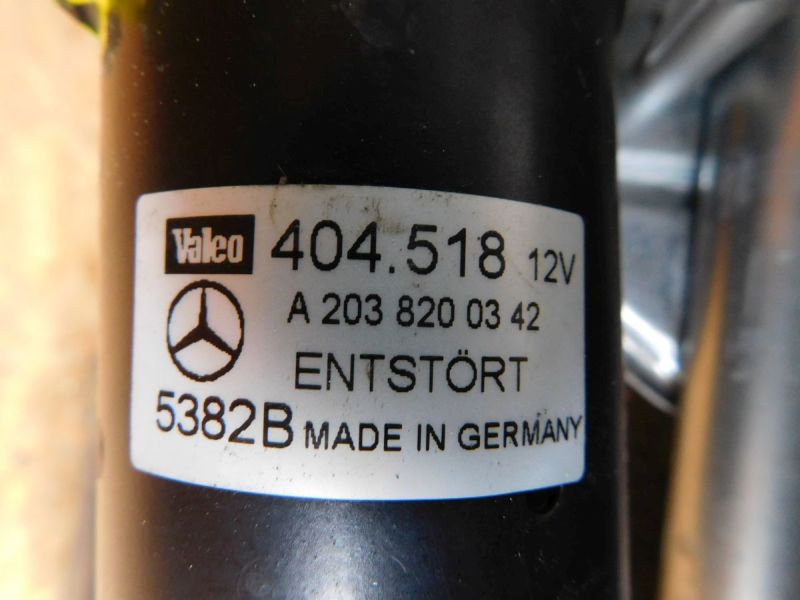 Valeo 404.518 12V
A 203 820 03 42
ENTSTÖRT
5382B MADE IN GERMANY